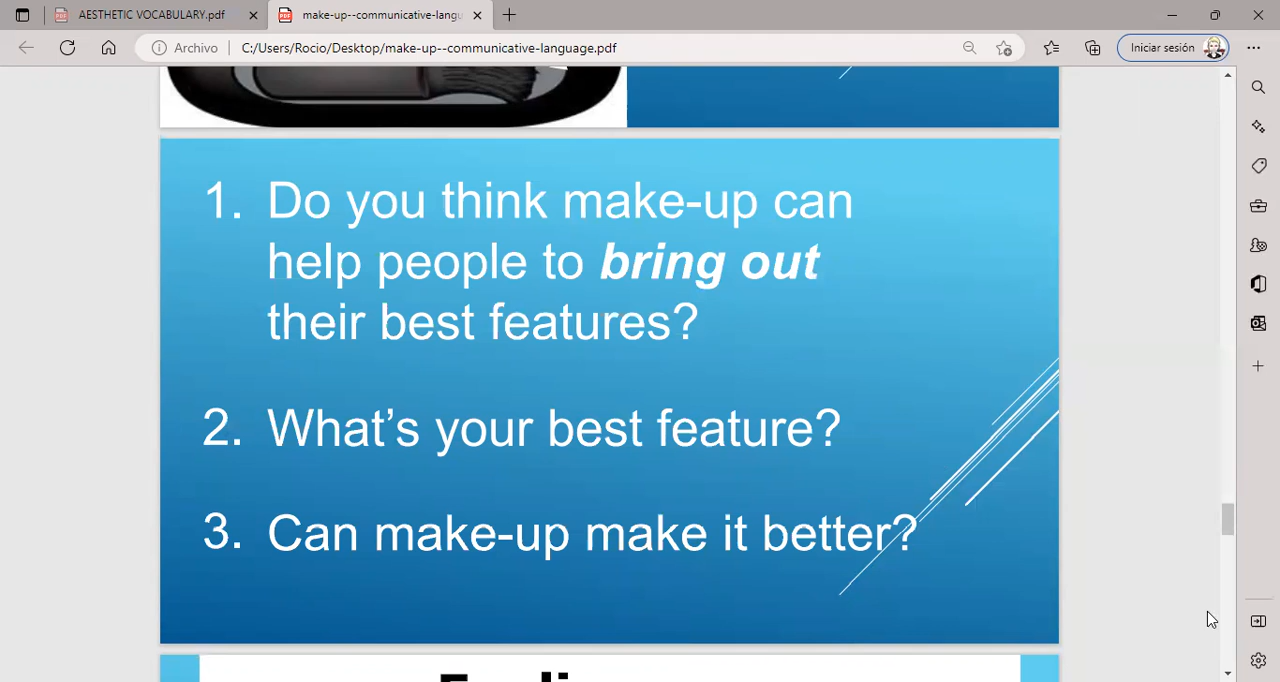 AESTHETIC VOCABULARY.pdf
make-up--communicative-langu
Archivo
C:/Users/Rocio/Desktop/make-up--communicative-language.pdf
Iniciar sesión
1. Do you think make-up can
help people to bring out
their best features?
2. What's your best feature?
3. Can make-up make it better?